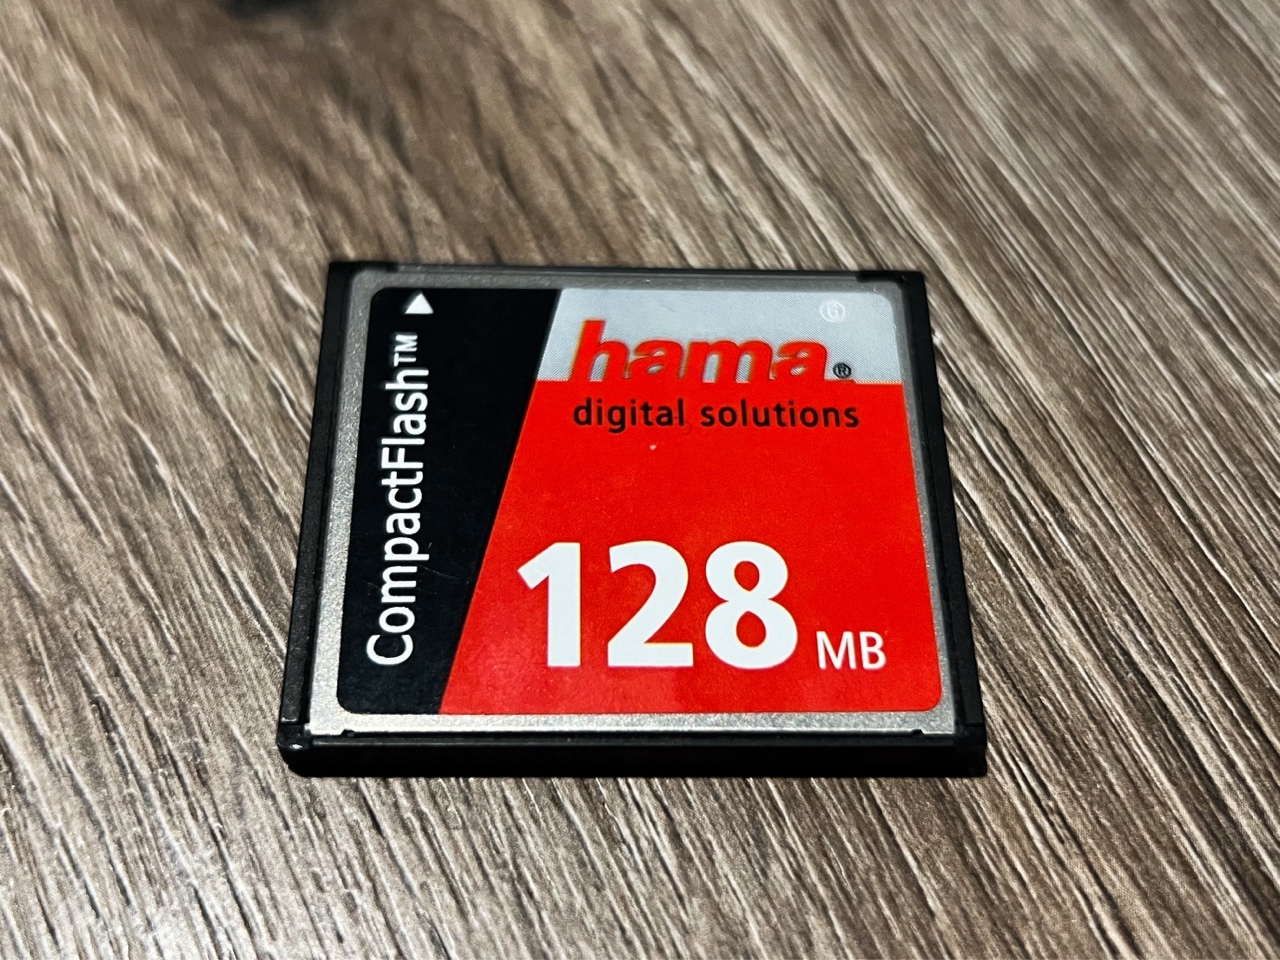 CompactFlash™
hama®
digital solutions
128 MB